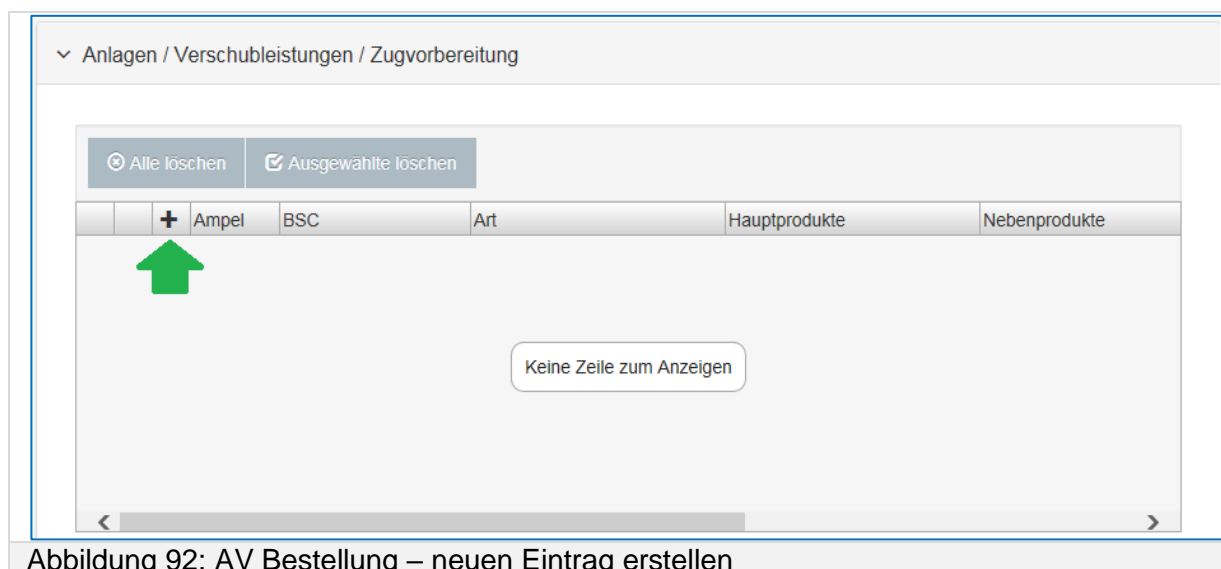 Anlagen / Verschubleistungen / Zugvorbereitung
Alle löschen Ausgewählte löschen
+ Ampel BSC Art Hauptprodukte Nebenprodukte
Keine Zeile zum Anzeigen
Abbildung 92: AV Bestellung – neuen Eintrag erstellen